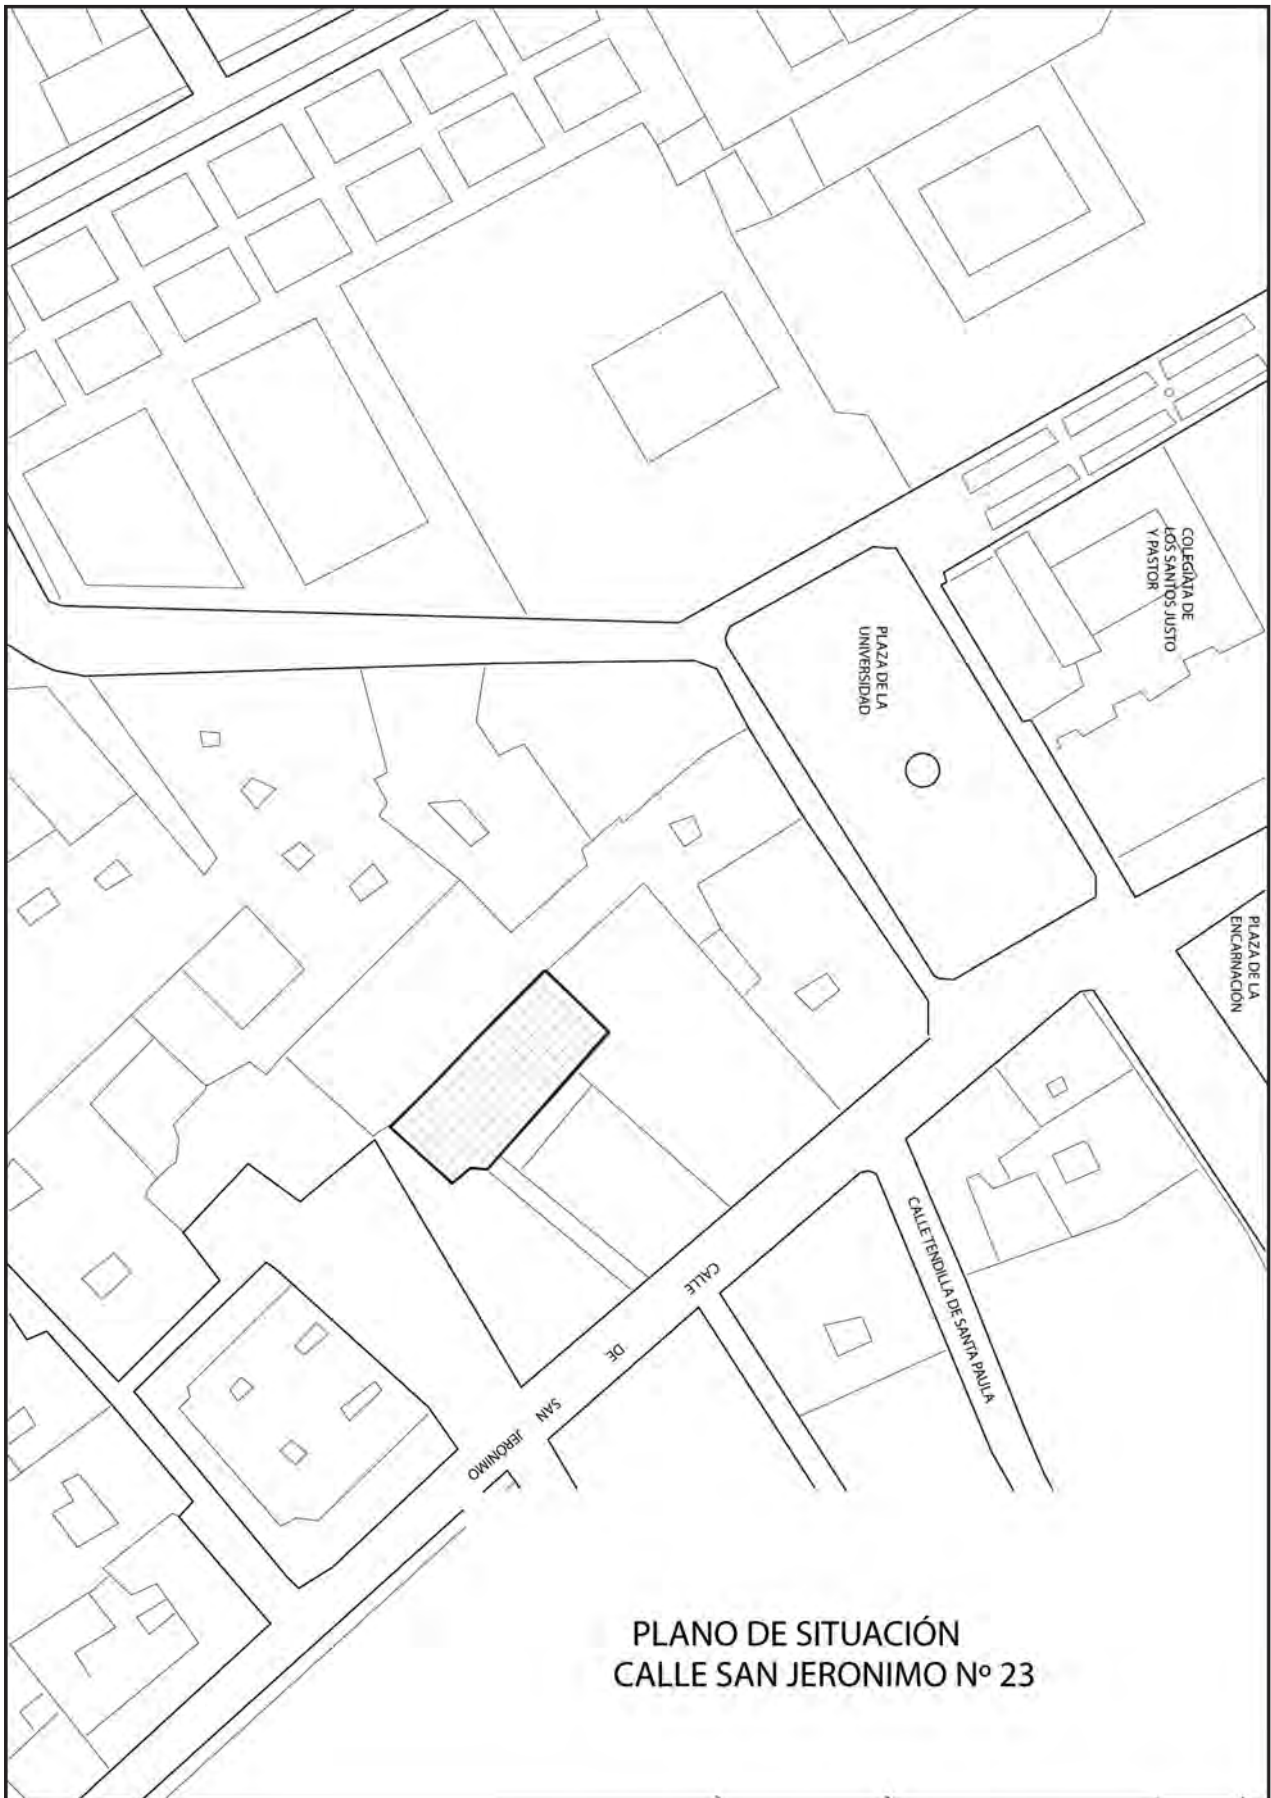 COLEGIATA DE
LOS SANTOS JUSTO
Y PASTOR
PLAZA DE LA
UNIVERSIDAD
PLAZA DE LA
ENCARNACIÓN
CALLE TENDILLA DE SANTA PAULA
CALLE DE SAN JERÓNIMO
PLANO DE SITUACIÓN
CALLE SAN JERONIMO Nº 23